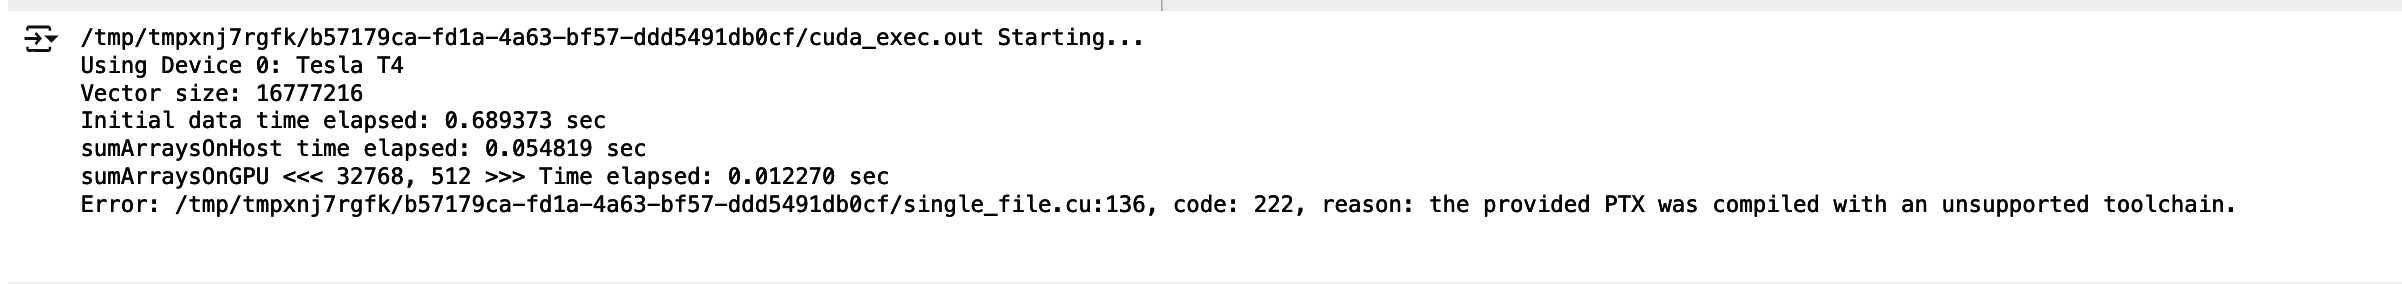 /tmp/tmpxnj7rgfk/b57179ca-fd1a-4a63-bf57-ddd5491db0cf/cuda_exec.out Starting...
Using Device 0: Tesla T4
Vector size: 16777216
Initial data time elapsed: 0.689373 sec
sumArraysOnHost time elapsed: 0.054819 sec
sumArraysOnGPU <<< 32768, 512 >>> Time elapsed: 0.012270 sec
Error: /tmp/tmpxnj7rgfk/b57179ca-fd1a-4a63-bf57-ddd5491db0cf/single_file.cu:136, code: 222, reason: the provided PTX was compiled with an unsupported toolchain.